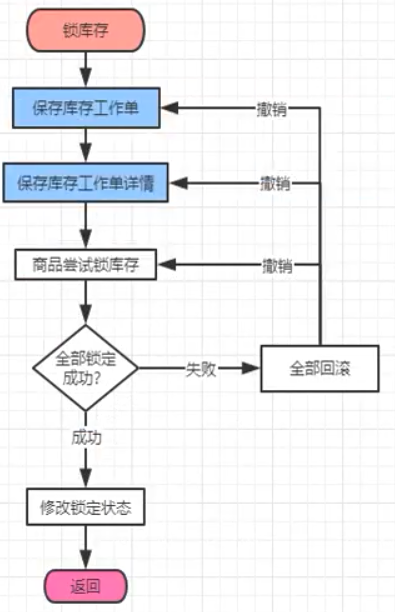 锁库存
保存库存工作单
撤销
保存库存工作单详情
撤销
商品尝试锁库存
撤销
全部锁定
成功?
失败
全部回滚
成功
修改锁定状态
返回